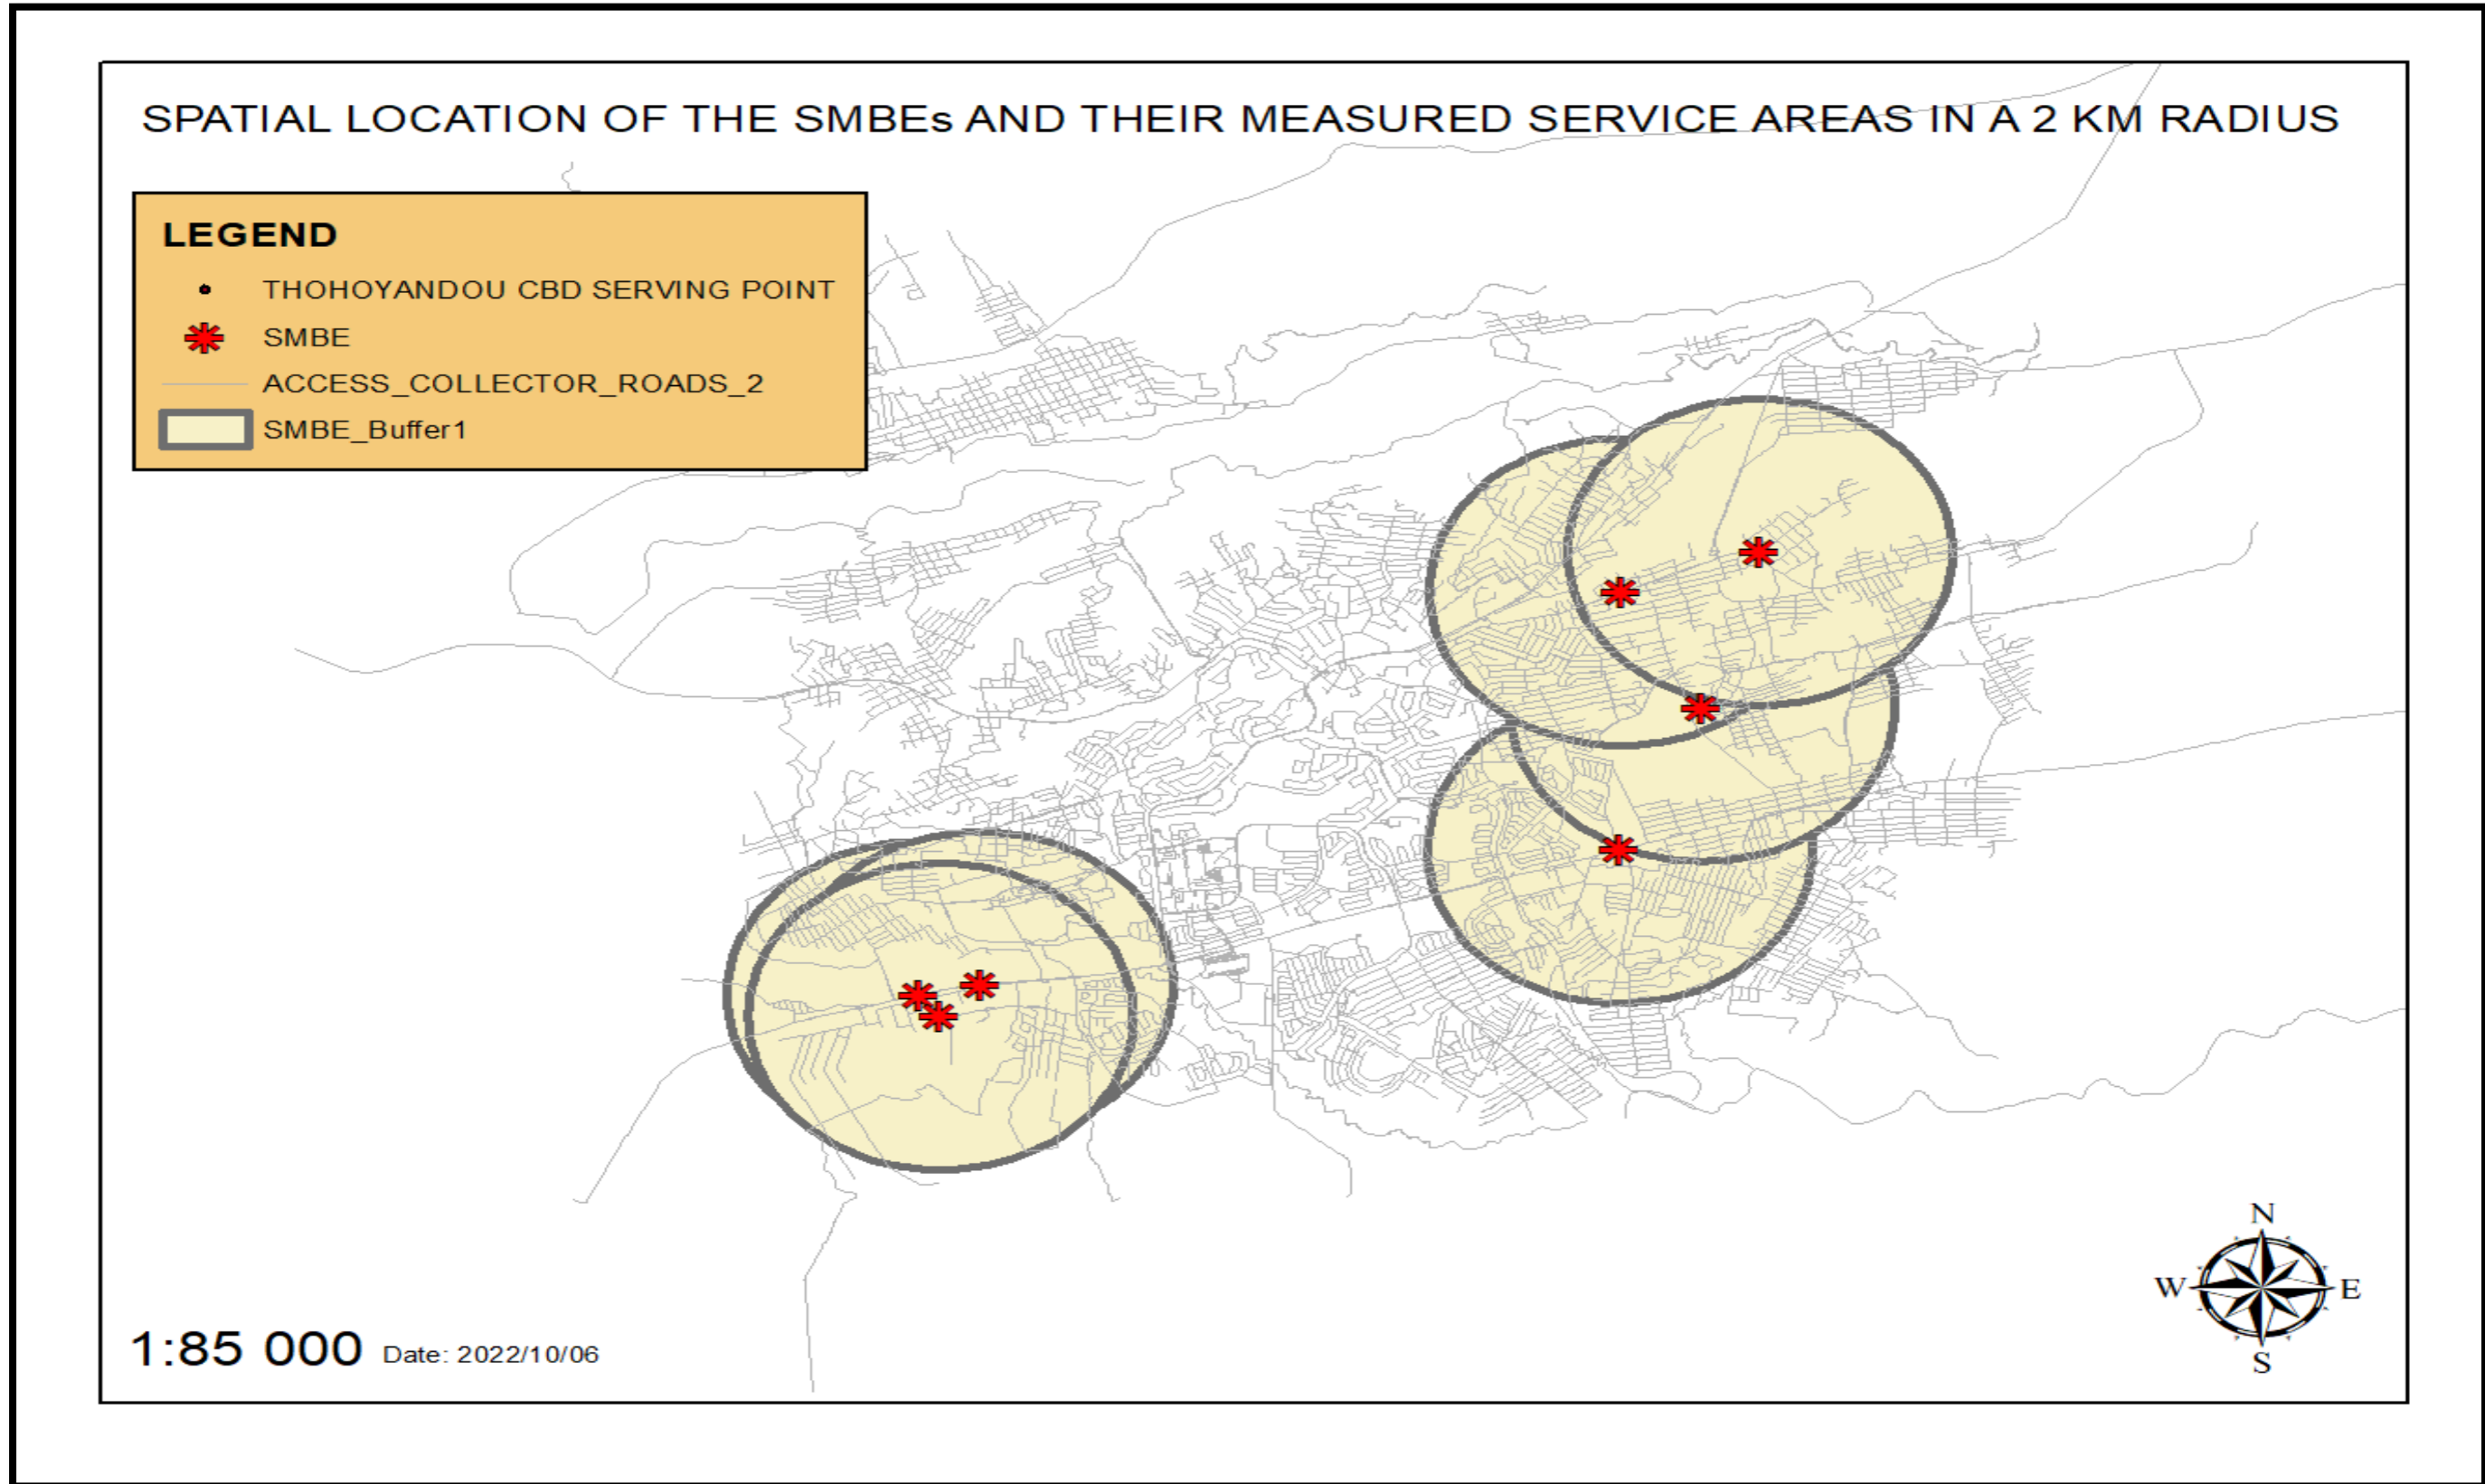 SPATIAL LOCATION OF THE SMBEs AND THEIR MEASURED SERVICE AREAS IN A 2 KM RADIUS
LEGEND
THOHOYANDOU CBD SERVING POINT
SMBE
ACCESS_COLLECTOR_ROADS_2
SMBE_Buffer1
N
W E
S
1:85 000 Date: 2022/10/06